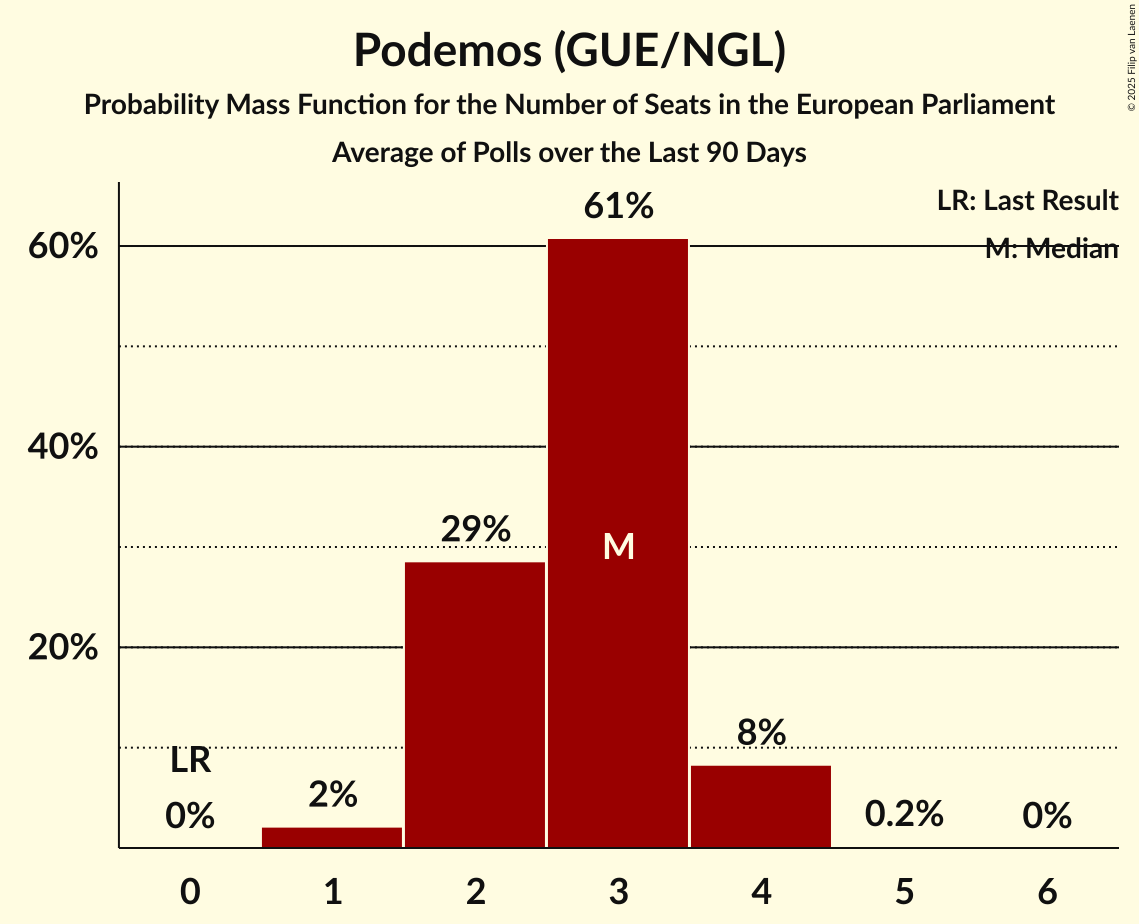 Podemos (GUE/NGL)
Probability Mass Function for the Number of Seats in the European Parliament
Average of Polls over the Last 90 Days
© 2025 Filip van Laenen
LR: Last Result
M: Median
61%
60%
40%
29%
M
20%
8%
LR
2%
0%
0.2%
0%
0 1 2 3 4 5 6